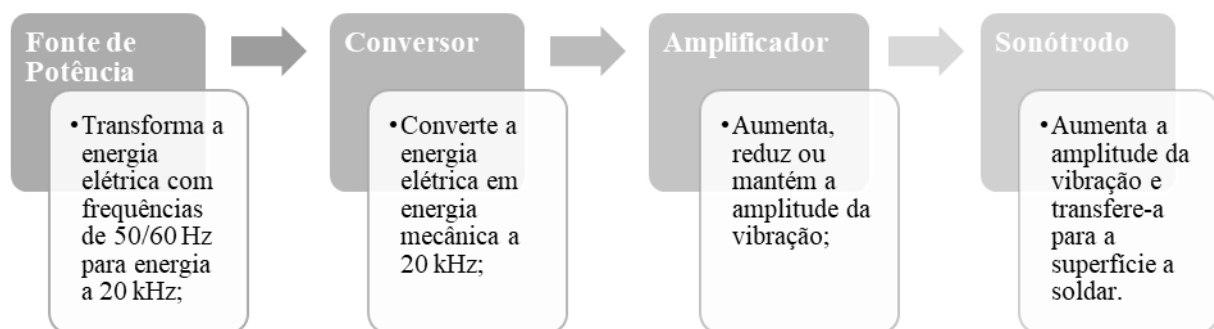 Fonte de
Potência
•Transforma a
energia
elétrica com
frequências
de 50/60 Hz
para energia
a 20 kHz;
Conversor
•Converte a
energia
elétrica em
energia
mecânica a
20 kHz;
Amplificador
•Aumenta,
reduz ou
mantém a
amplitude da
vibração;
Sonótrodo
•Aumenta a
amplitude da
vibração e
transfere-a
para a
superfície a
soldar.